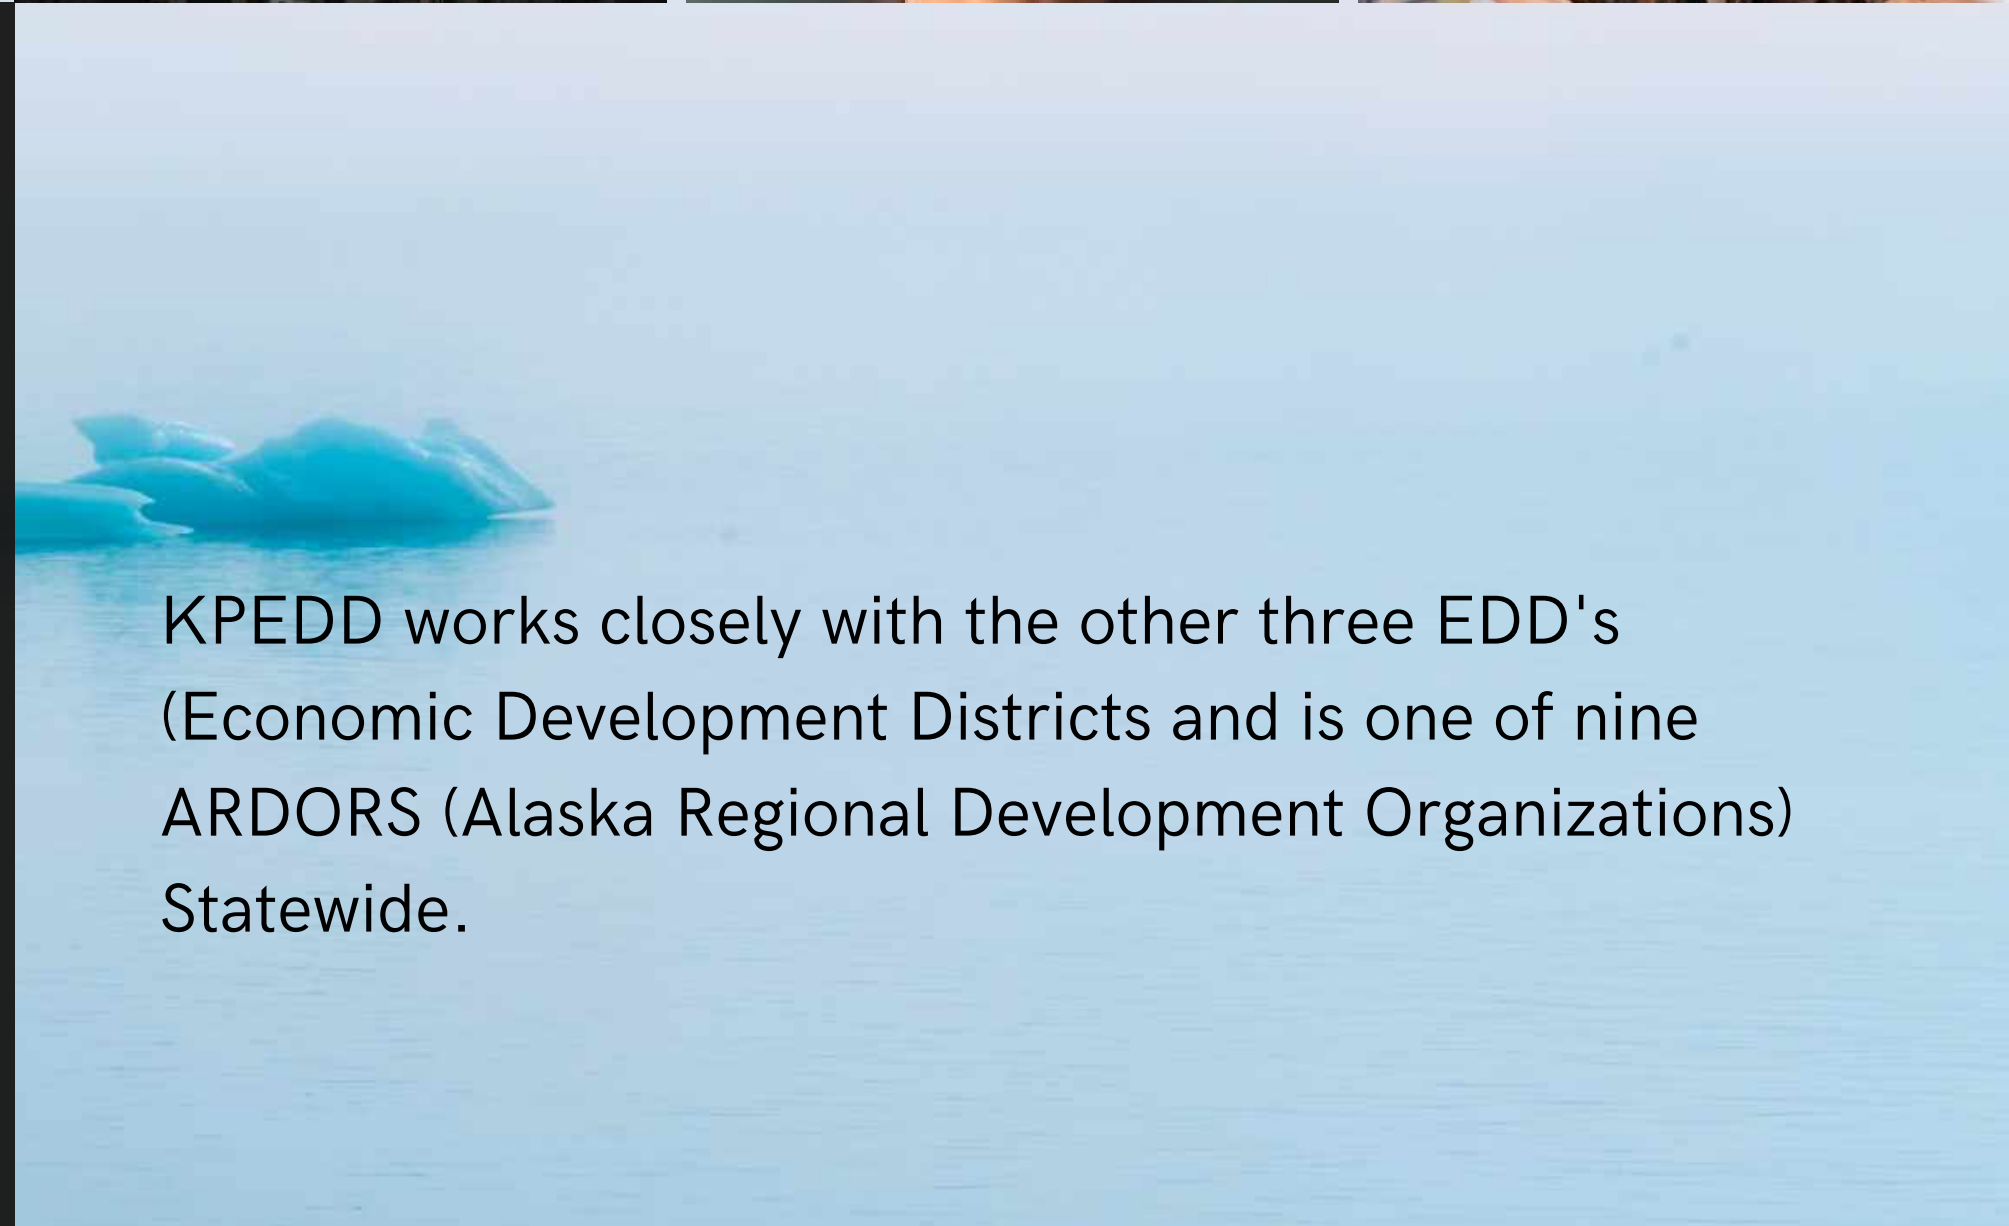 KPEDD works closely with the other three EDD's
(Economic Development Districts and is one of nine
ARDORS (Alaska Regional Development Organizations)
Statewide.